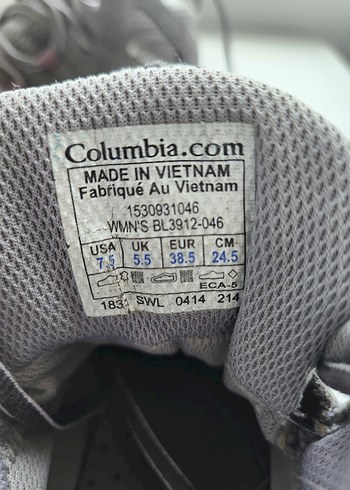 Columbia.com
MADE IN VIETNAM
Fabriqué Au Vietnam
1530931046
WMN'S BL3912-046
USA UK EUR CM
7.5 5.5 38.5 24.5
ECA-5
SWL 0414 214